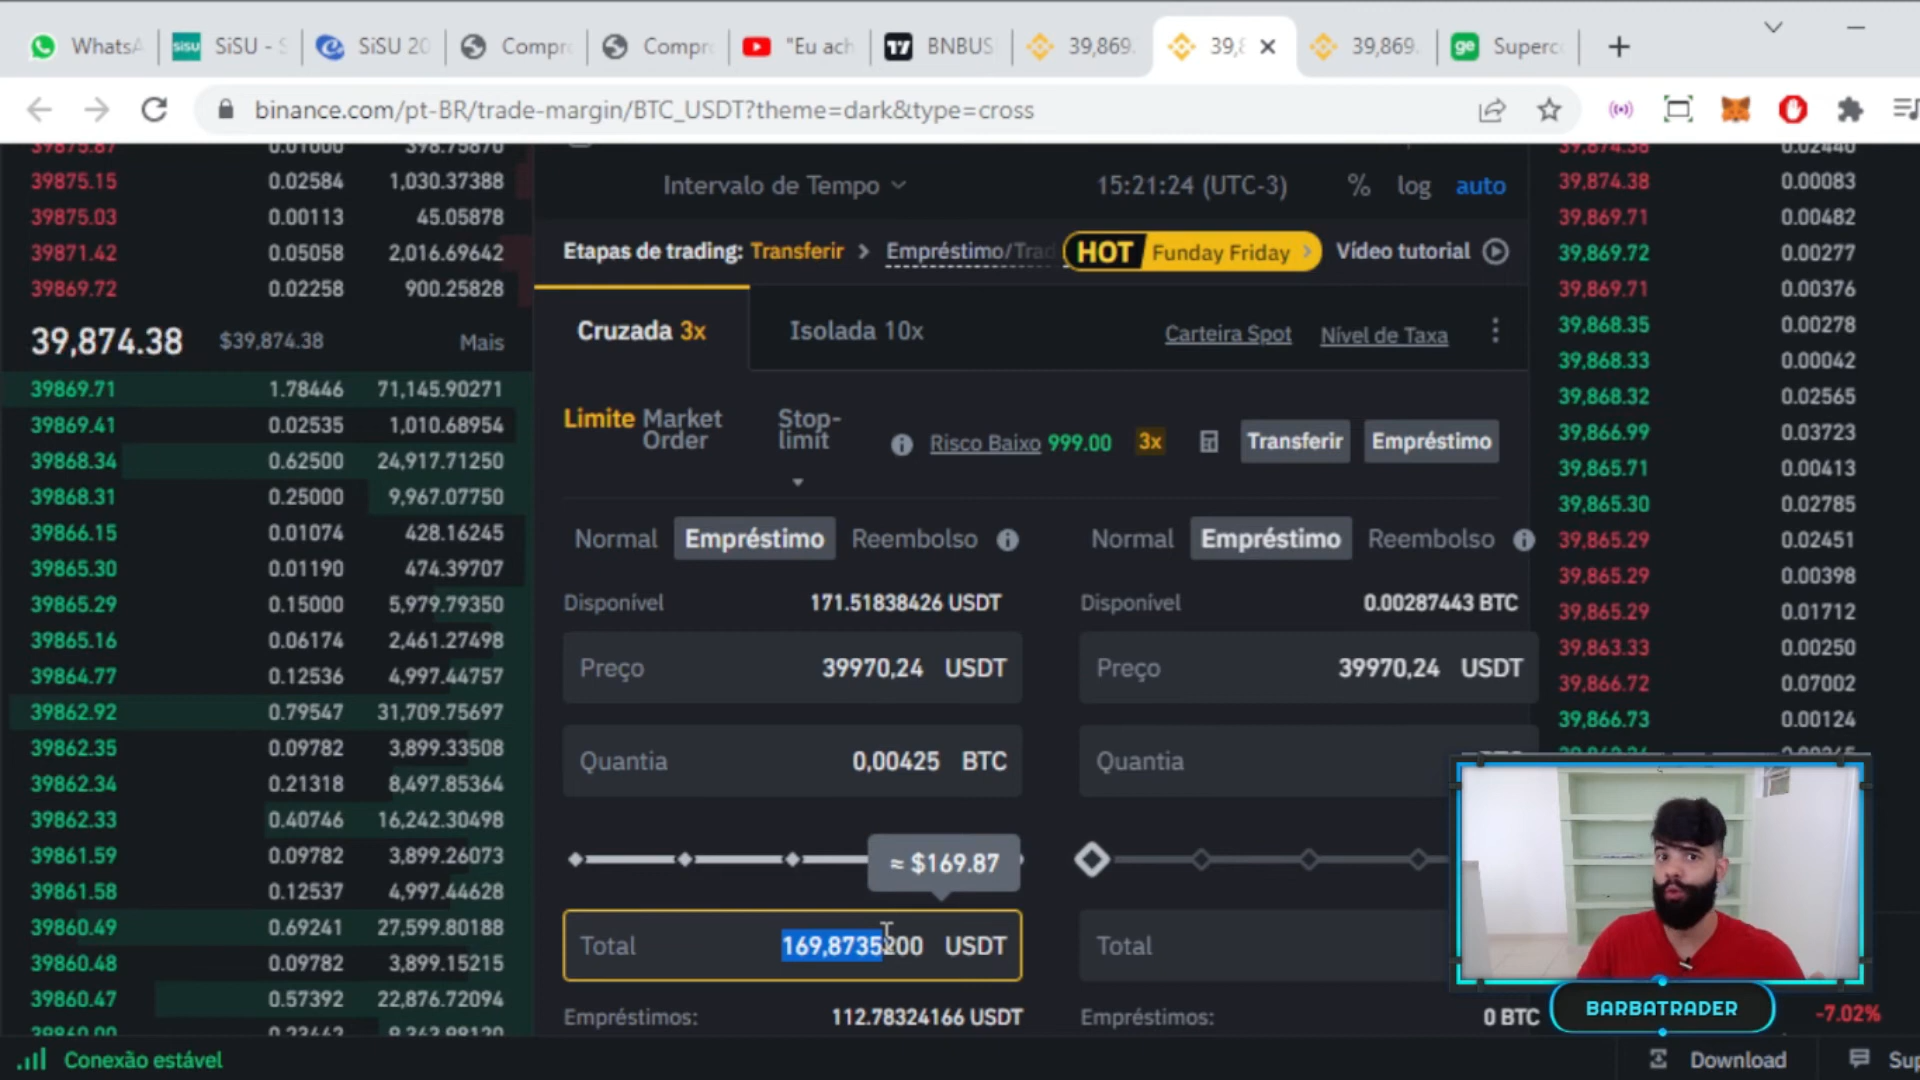 WhatsA
SiSU - S
SiSU 20
Compr
Compr
"Eu ach
BNBUS
39,869.
39,8
39,869.
Superc
binance.com/pt-BR/trade-margin/BTC_USDT?theme=dark&type=cross
39875.87 0.01000 398.75870
39875.15 0.02584 1,030.37388
39875.03 0.00113 45.05878
39871.42 0.05058 2,016.69642
39869.72 0.02258 900.25828
39,874.38 $39,874.38 Mais
39869.71 1.78446 71,145.90271
39869.41 0.02535 1,010.68954
39868.34 0.62500 24,917.71250
39868.31 0.25000 9,967.07750
39866.15 0.01074 428.16245
39865.30 0.01190 474.39707
39865.29 0.15000 5,979.79350
39865.16 0.06174 2,461.27498
39864.77 0.12536 4,997.44757
39862.92 0.79547 31,709.75697
39862.35 0.09782 3,899.33508
39862.34 0.21318 8,497.85364
39862.33 0.40746 16,242.30498
39861.59 0.09782 3,899.26073
39861.58 0.12537 4,997.44628
39860.49 0.69241 27,599.80188
39860.48 0.09782 3,899.15215
39860.47 0.57392 22,876.72094
Intervalo de Tempo 15:21:24 (UTC-3) % log auto
Etapas de trading: Transferir > Empréstimo/Trad HOT Funday Friday > Vídeo tutorial
Cruzada 3x Isolada 10x Carteira Spot Nível de Taxa
Limite Market Order Stop-limit Risco Baixo 999.00 3x Transferir Empréstimo
Normal Empréstimo Reembolso
Disponível 171.51838426 USDT
Preço 39970,24 USDT
Quantia 0,00425 BTC
≈ $169.87
Total 169,8735200 USDT
Empréstimos: 112.78324166 USDT
Normal Empréstimo Reembolso
Disponível 0.00287443 BTC
Preço 39970,24 USDT
Quantia
Total
Empréstimos: 0 BTC
39,874.38 0.02440
39,874.38 0.00083
39,869.71 0.00482
39,869.72 0.00277
39,869.71 0.00376
39,868.35 0.00278
39,868.33 0.00042
39,868.32 0.02565
39,866.99 0.03723
39,865.71 0.00413
39,865.30 0.02785
39,865.29 0.02451
39,865.29 0.00398
39,865.29 0.01712
39,863.33 0.00250
39,866.72 0.07002
39,866.73 0.00124
BARBATRADER
-7.02%
Conexão estável
Download
Sup